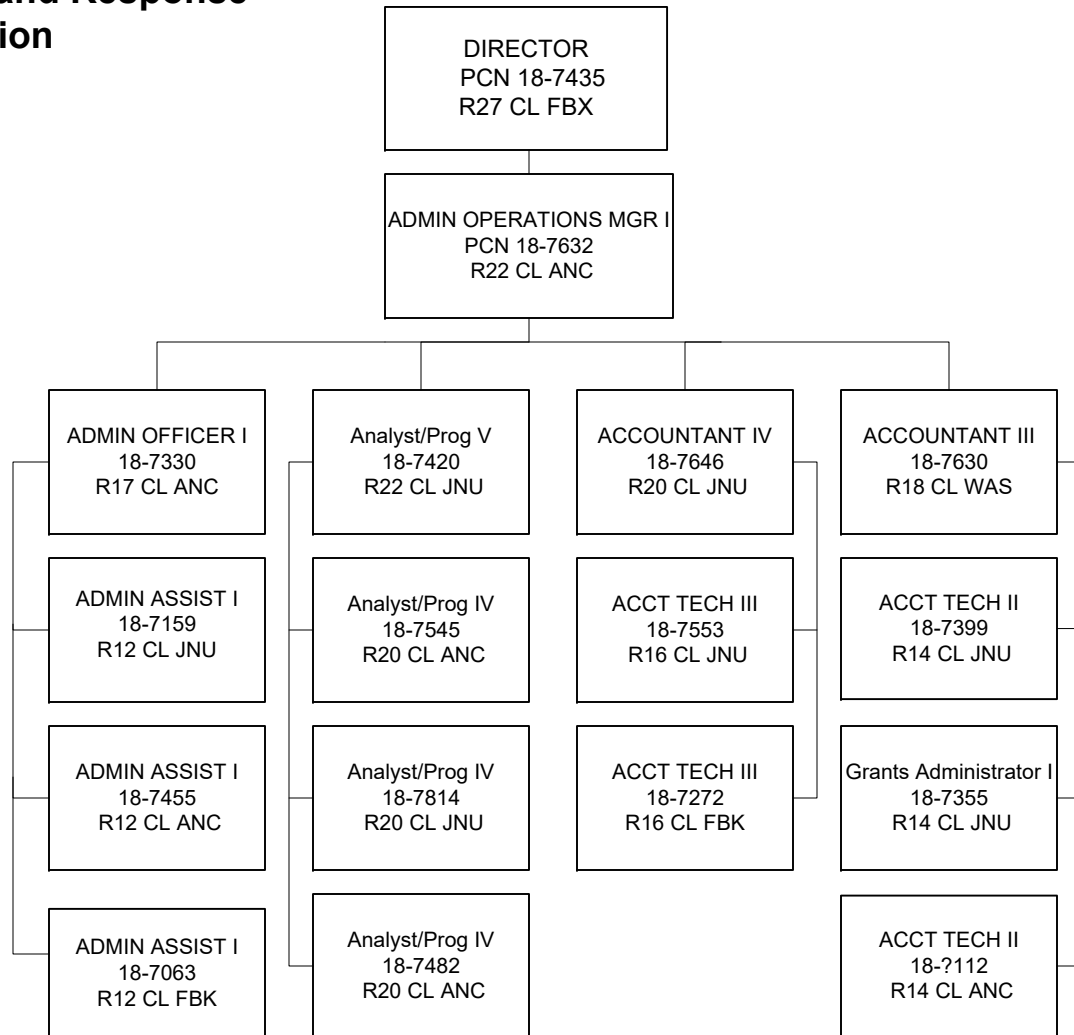 and Response
ion
DIRECTOR
PCN 18-7435
R27 CL FBX
ADMIN OPERATIONS MGR I
PCN 18-7632
R22 CL ANC
ADMIN OFFICER I
18-7330
R17 CL ANC
Analyst/Prog V
18-7420
R22 CL JNU
ACCOUNTANT IV
18-7646
R20 CL JNU
ACCOUNTANT III
18-7630
R18 CL WAS
ADMIN ASSIST I
18-7159
R12 CL JNU
Analyst/Prog IV
18-7545
R20 CL ANC
ACCT TECH III
18-7553
R16 CL JNU
ACCT TECH II
18-7399
R14 CL JNU
ADMIN ASSIST I
18-7455
R12 CL ANC
Analyst/Prog IV
18-7814
R20 CL JNU
ACCT TECH III
18-7272
R16 CL FBK
Grants Administrator I
18-7355
R14 CL JNU
ADMIN ASSIST I
18-7063
R12 CL FBK
Analyst/Prog IV
18-7482
R20 CL ANC
ACCT TECH II
18-?112
R14 CL ANC